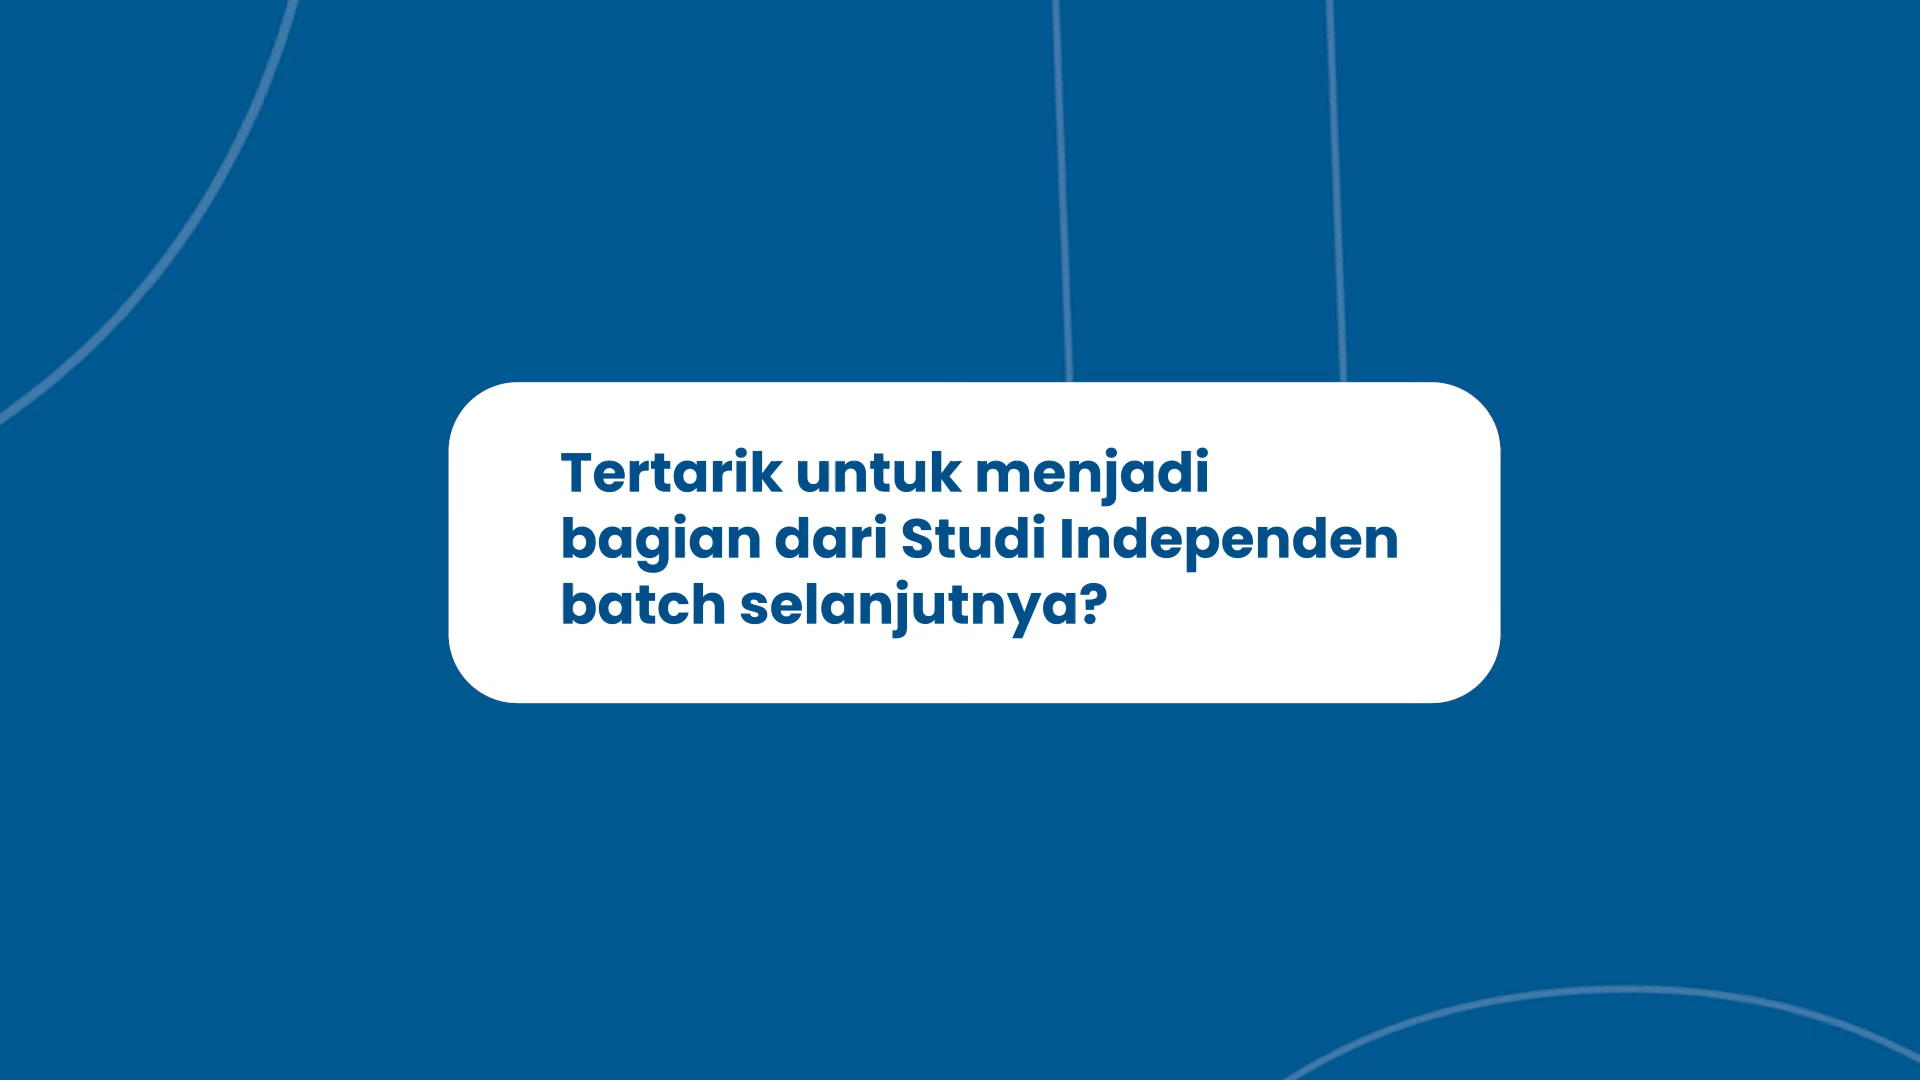 Tertarik untuk menjadi
bagian dari Studi Independen
batch selanjutnya?